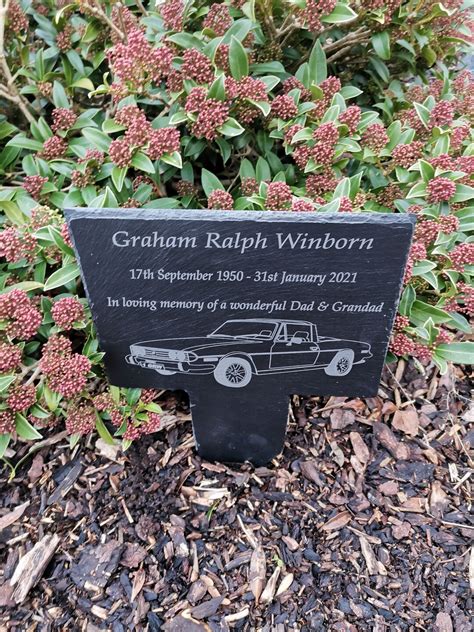 Graham Ralph Winborn
17th September 1950 - 31st January 2021
In loving memory of a wonderful Dad & Grandad